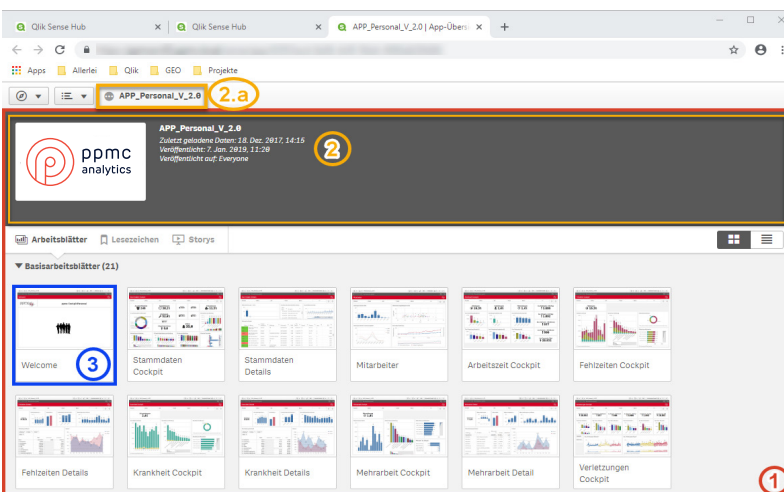 Qlik Sense Hub
Qlik Sense Hub
APP_Personal_V_2.0 | App-Übers
Apps Allerlei Qlik GEO Projekte
APP_Personal_V_2.0
2.a
APP_Personal_V_2.0
Zuletzt geladene Daten: 18. Dez. 2017, 14:15
Veröffentlicht: 7. Jan. 2019, 11:20
Veröffentlicht auf: Everyone
2
ppmc
analytics
Arbeitsblätter Lesezeichen Storys
Basisarbeitsblätter (21)
Welcome
3
Stammdaten
Cockpit
Stammdaten
Details
Mitarbeiter
Arbeitszeit Cockpit
Fehlzeiten Cockpit
Fehlzeiten Details
Krankheit Cockpit
Krankheit Details
Mehrarbeit Cockpit
Mehrarbeit Detail
Verletzungen
Cockpit
1